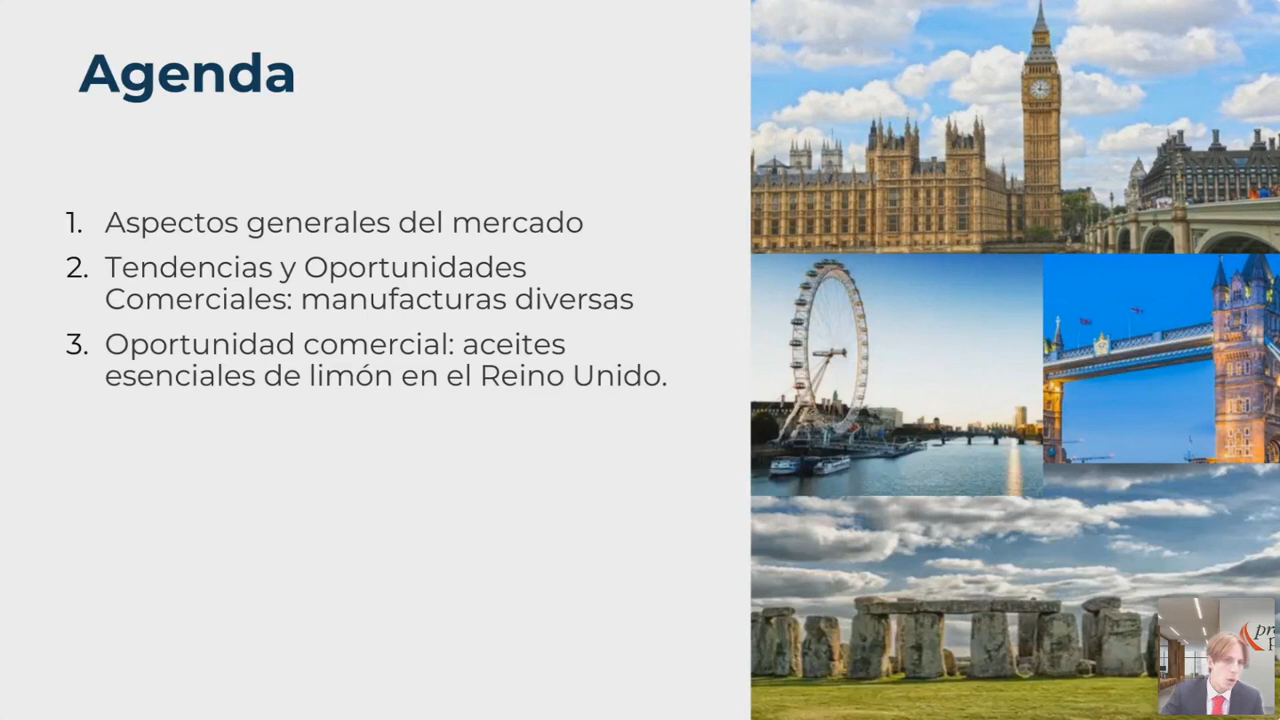 Agenda
1. Aspectos generales del mercado
2. Tendencias y Oportunidades
Comerciales: manufacturas diversas
3. Oportunidad comercial: aceites
esenciales de limón en el Reino Unido.